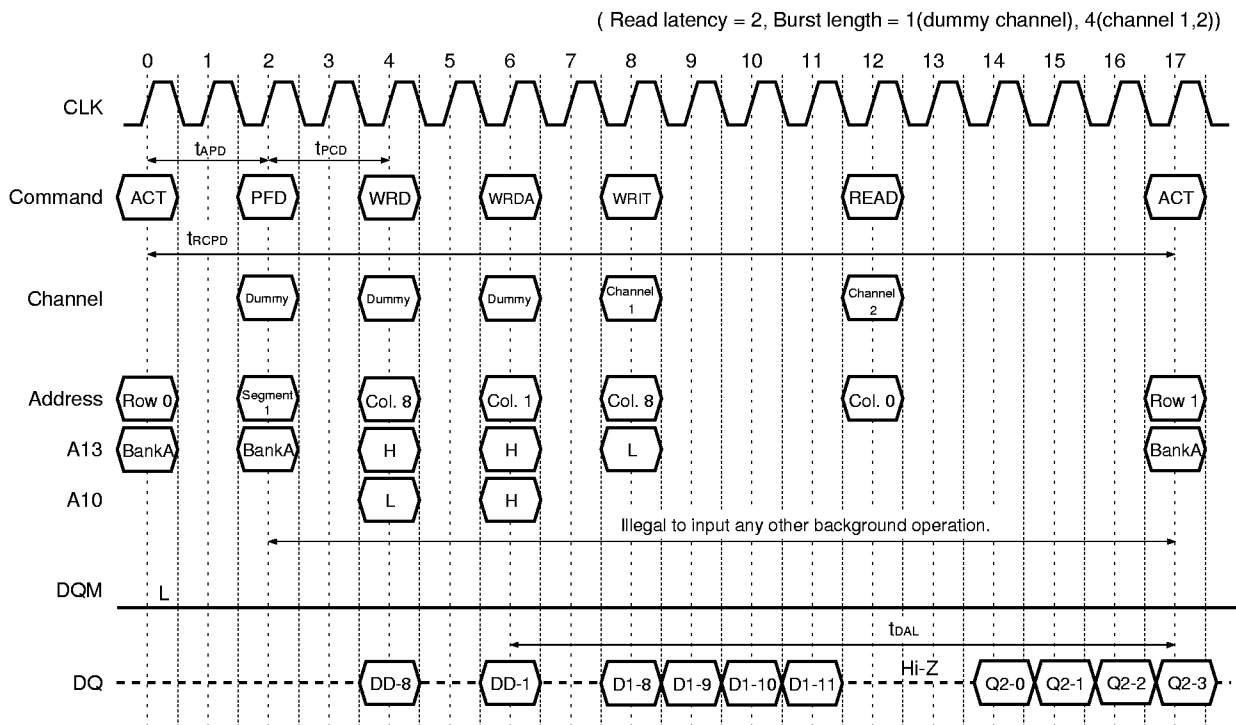 ( Read latency = 2, Burst length = 1(dummy channel), 4(channel 1,2))
0 1 2 3 4 5 6 7 8 9 10 11 12 13 14 15 16 17
CLK
tAPD tPCD
Command ACT PFD WRD WRDA WRIT READ ACT
tRCPD
Channel Dummy Dummy Dummy Channel 1 Channel 2
Address Row 0 Segment 1 Col. 8 Col. 1 Col. 8 Col. 0 Row 1
A13 BankA BankA H H L BankA
A10 L H
Illegal to input any other background operation.
DQM L
tDAL
Hi-Z
DQ DD-8 DD-1 D1-8 D1-9 D1-10 D1-11 Q2-0 Q2-1 Q2-2 Q2-3